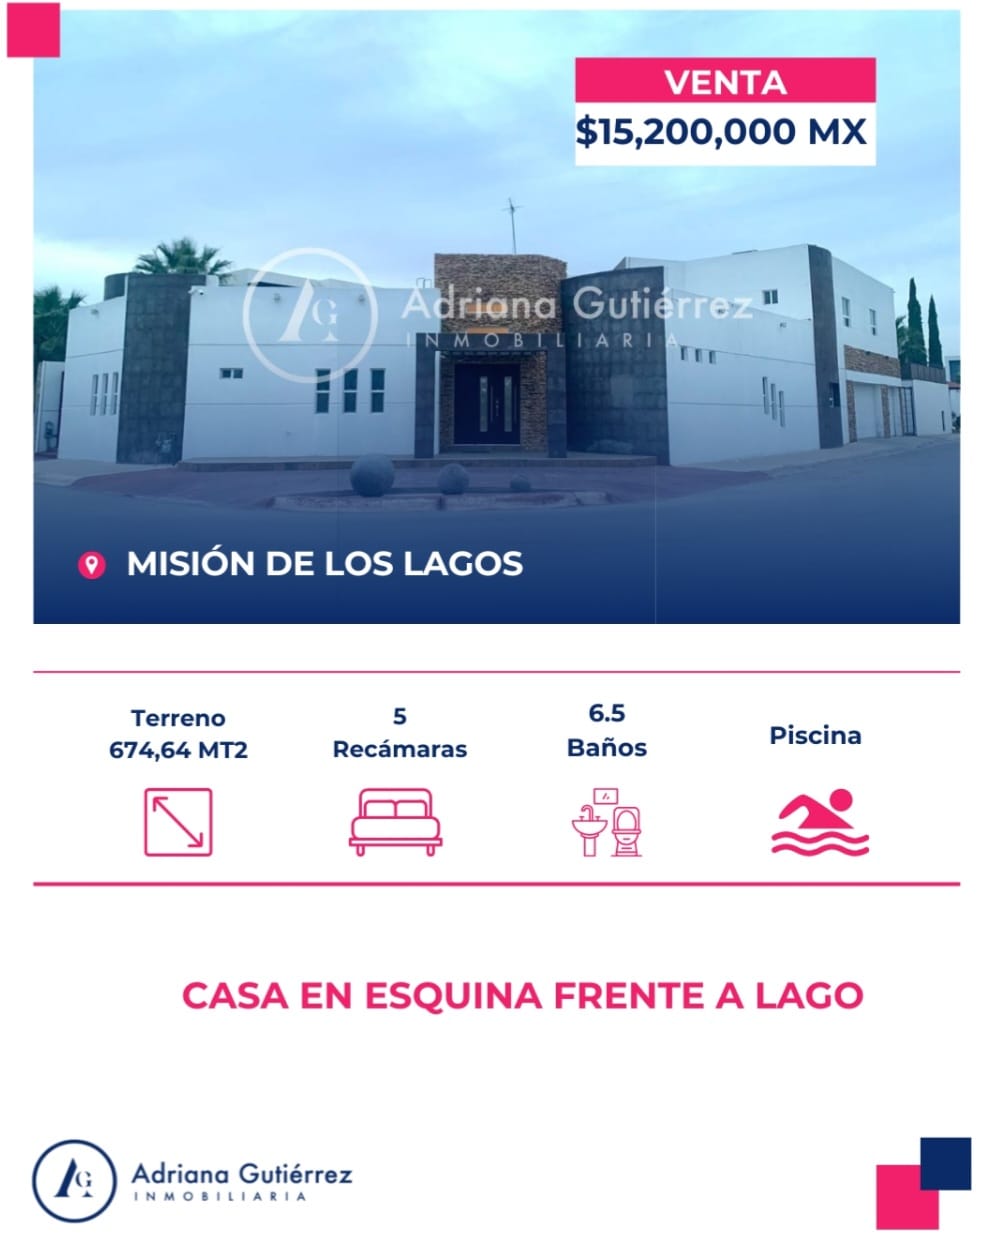 VENTA
$15,200,000 MX
AG
Adriana Gutiérrez
INMOBILIARIA
MISIÓN DE LOS LAGOS
Terreno
674,64 MT2
5
Recámaras
6.5
Baños
Piscina
CASA EN ESQUINA FRENTE A LAGO
AG
Adriana Gutiérrez
INMOBILIARIA